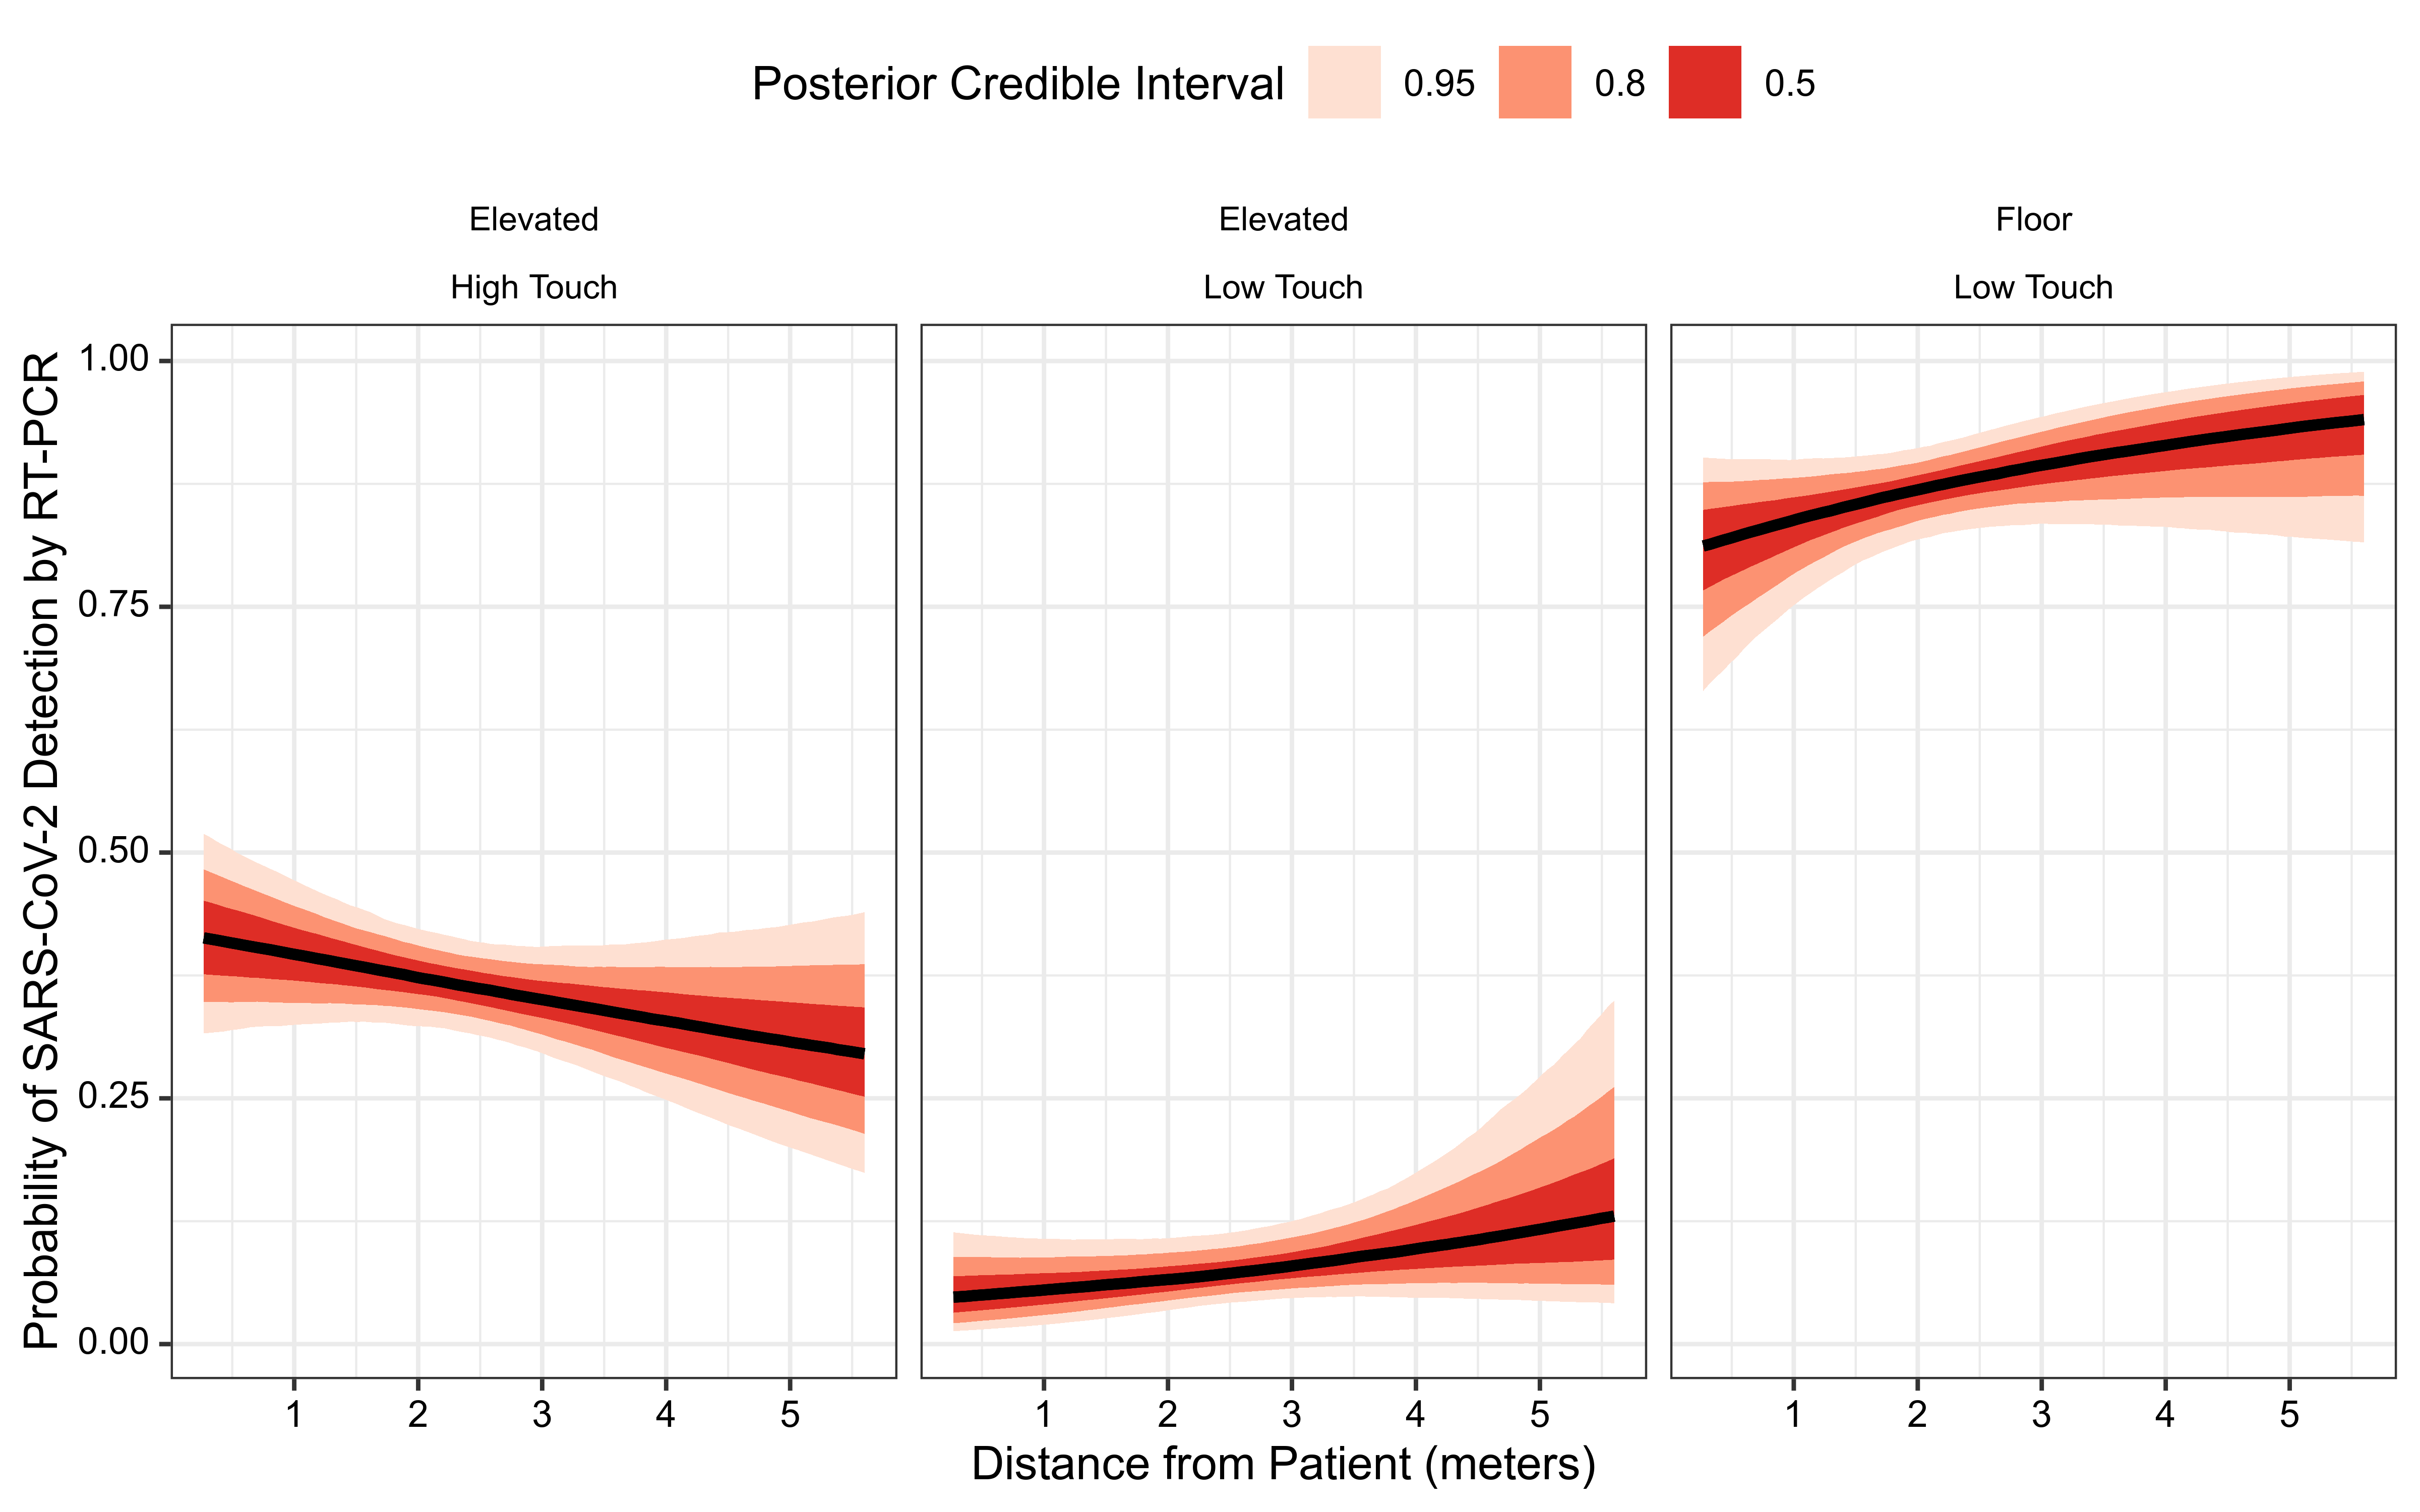 Posterior Credible Interval 0.95 0.8 0.5
Elevated
High Touch
Elevated
Low Touch
Floor
Low Touch
Probability of SARS-CoV-2 Detection by RT-PCR
1.00
0.75
0.50
0.25
0.00
1 2 3 4 5
1 2 3 4 5
1 2 3 4 5
Distance from Patient (meters)